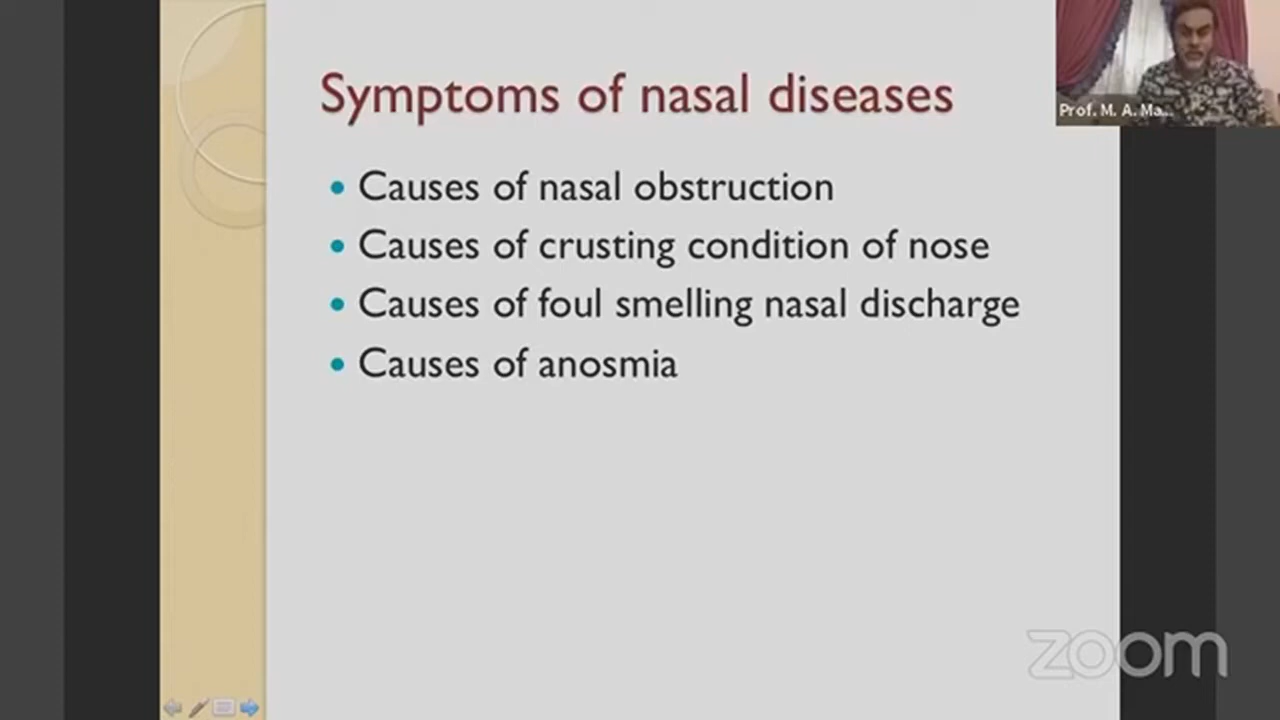 Symptoms of nasal diseases
Prof. M. A. Ma...
Causes of nasal obstruction
Causes of crusting condition of nose
Causes of foul smelling nasal discharge
Causes of anosmia
zoom